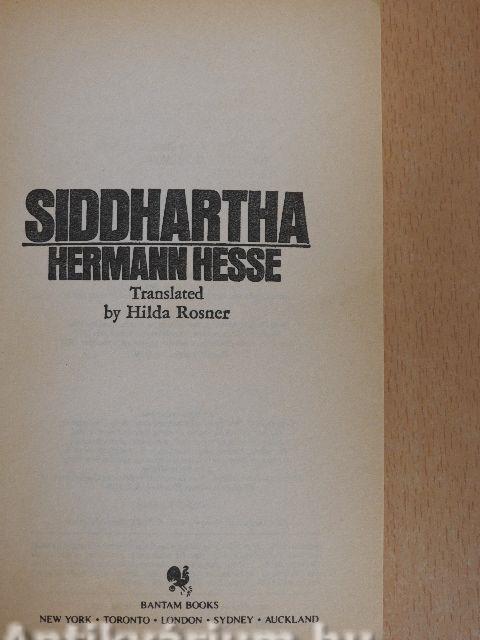 SIDDHARTHA
HERMANN HESSE
Translated
by Hilda Rosner
BANTAM BOOKS
NEW YORK • TORONTO • LONDON • SYDNEY • AUCKLAND